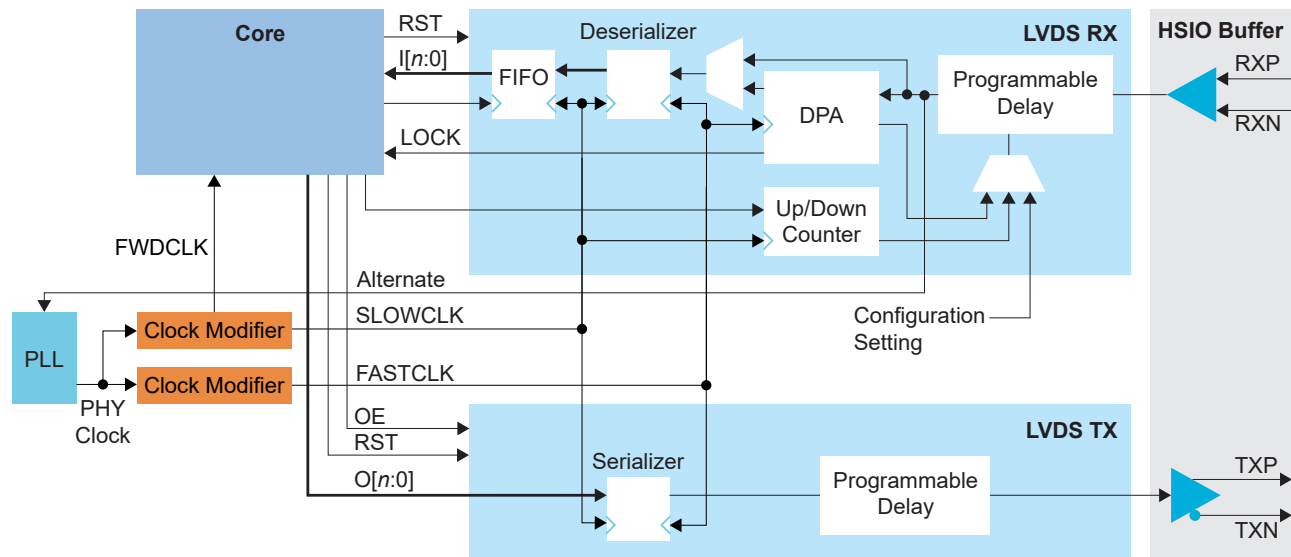 Core
RST
I[n:0]
LOCK
Deserializer
FIFO
LVDS RX
DPA
Programmable
Delay
Up/Down
Counter
HSIO Buffer
RXP
RXN
FWDCLK
Alternate
SLOWCLK
FASTCLK
PLL
Clock Modifier
Clock Modifier
PHY
Clock
Configuration
Setting
OE
RST
O[n:0]
LVDS TX
Serializer
Programmable
Delay
TXP
TXN